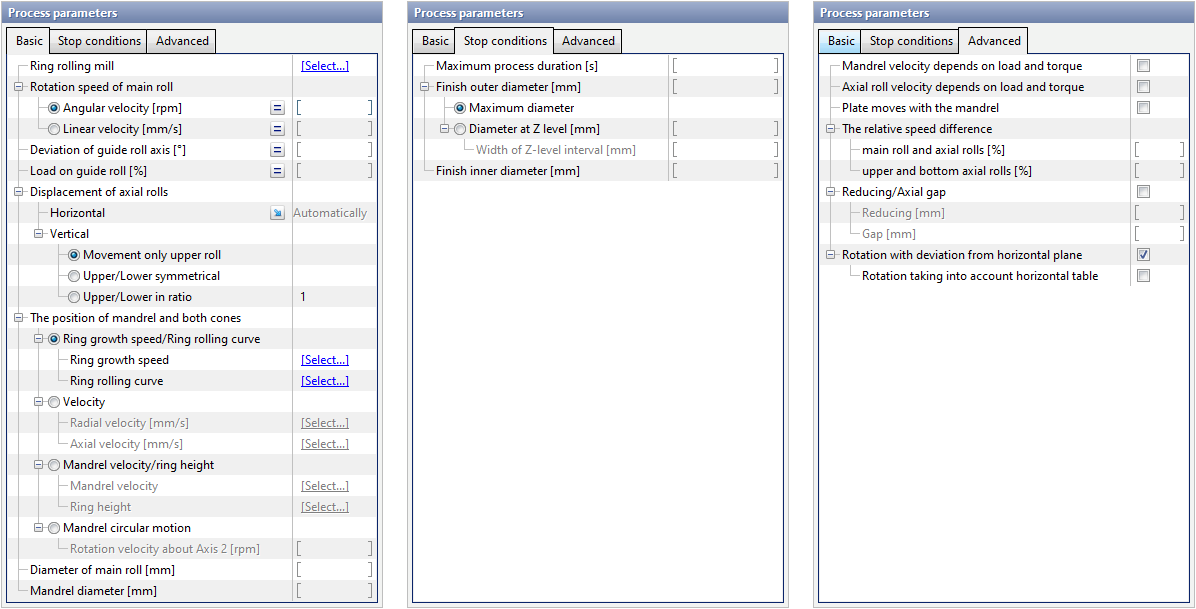 Process parameters
Basic Stop conditions Advanced
Ring rolling mill [Select...]
Rotation speed of main roll
Angular velocity [rpm] = [ ]
Linear velocity [mm/s] = [ ]
Deviation of guide roll axis [°] = [ ]
Load on guide roll [%] = [ ]
Displacement of axial rolls
Horizontal Automatically
Vertical
Movement only upper roll
Upper/Lower symmetrical
Upper/Lower in ratio 1
The position of mandrel and both cones
Ring growth speed/Ring rolling curve
Ring growth speed [Select...]
Ring rolling curve [Select...]
Velocity
Radial velocity [mm/s] [Select...]
Axial velocity [mm/s] [Select...]
Mandrel velocity/ring height
Mandrel velocity [Select...]
Ring height [Select...]
Mandrel circular motion
Rotation velocity about Axis 2 [rpm] [ ]
Diameter of main roll [mm] [ ]
Mandrel diameter [mm] [ ]
Process parameters
Basic Stop conditions Advanced
Maximum process duration [s] [ ]
Finish outer diameter [mm] [ ]
Maximum diameter
Diameter at Z level [mm] [ ]
Width of Z-level interval [mm] [ ]
Finish inner diameter [mm] [ ]
Process parameters
Basic Stop conditions Advanced
Mandrel velocity depends on load and torque
Axial roll velocity depends on load and torque
Plate moves with the mandrel
The relative speed difference
main roll and axial rolls [%] [ ]
upper and bottom axial rolls [%] [ ]
Reducing/Axial gap
Reducing [mm] [ ]
Gap [mm] [ ]
Rotation with deviation from horizontal plane
Rotation taking into account horizontal table